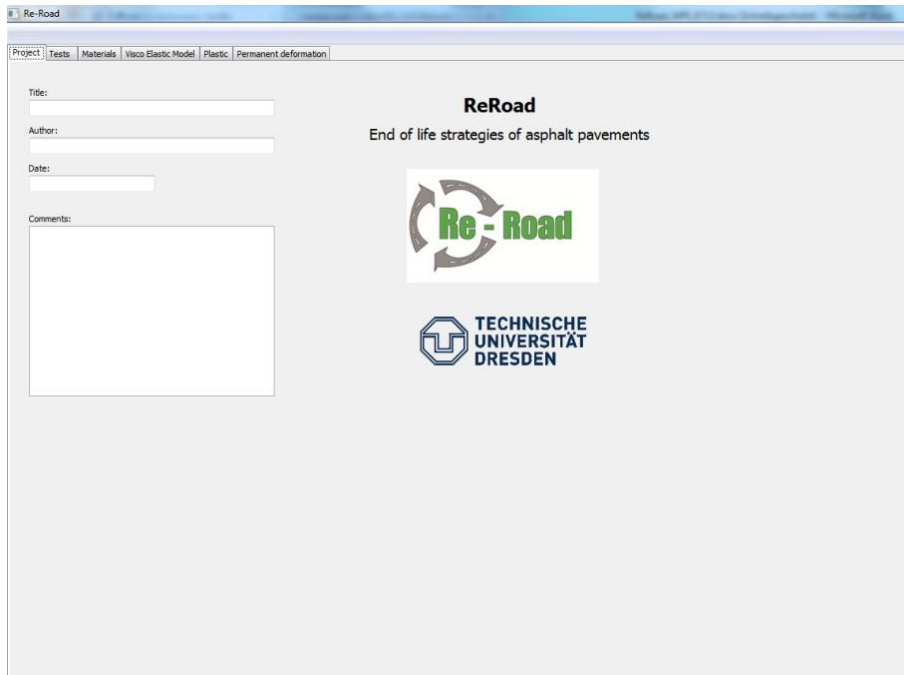 Re-Road
Project Tests Materials Visco Elastic Model Plastic Permanent deformation
Title:
Author:
Date:
Comments:
ReRoad
End of life strategies of asphalt pavements
Re - Road
TECHNISCHE
UNIVERSITÄT
DRESDEN